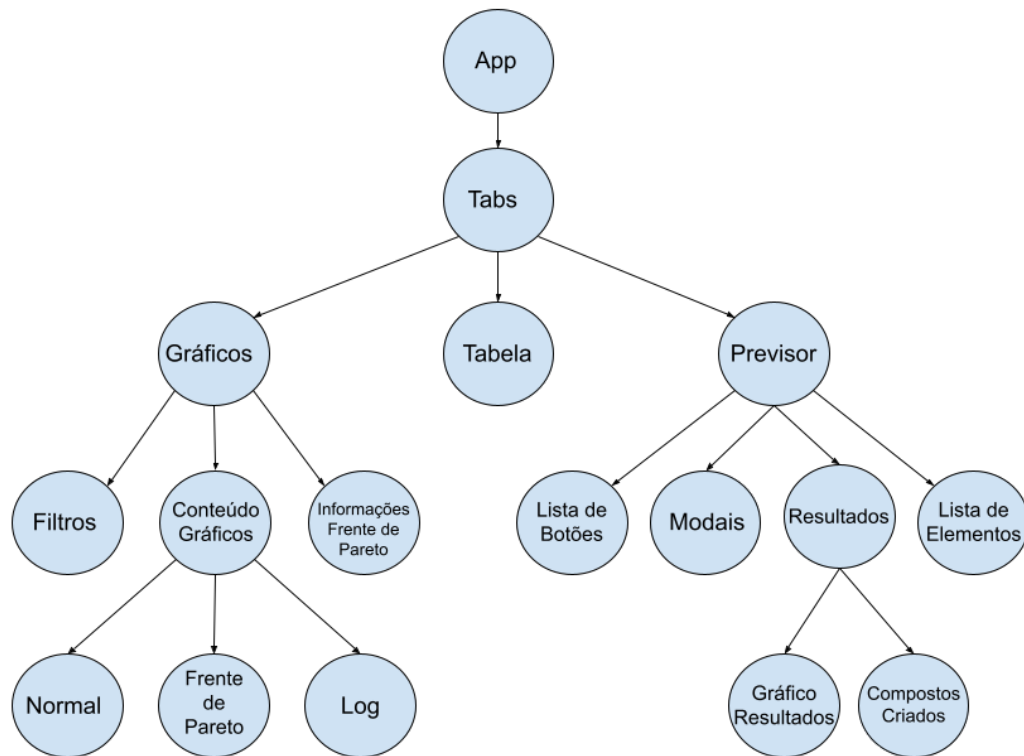 App
Tabs
Gráficos
Tabela
Previsor
Filtros
Conteúdo
Gráficos
Informações
Frente de
Pareto
Lista de
Botões
Modais
Resultados
Lista de
Elementos
Normal
Frente
de
Pareto
Log
Gráfico
Resultados
Compostos
Criados